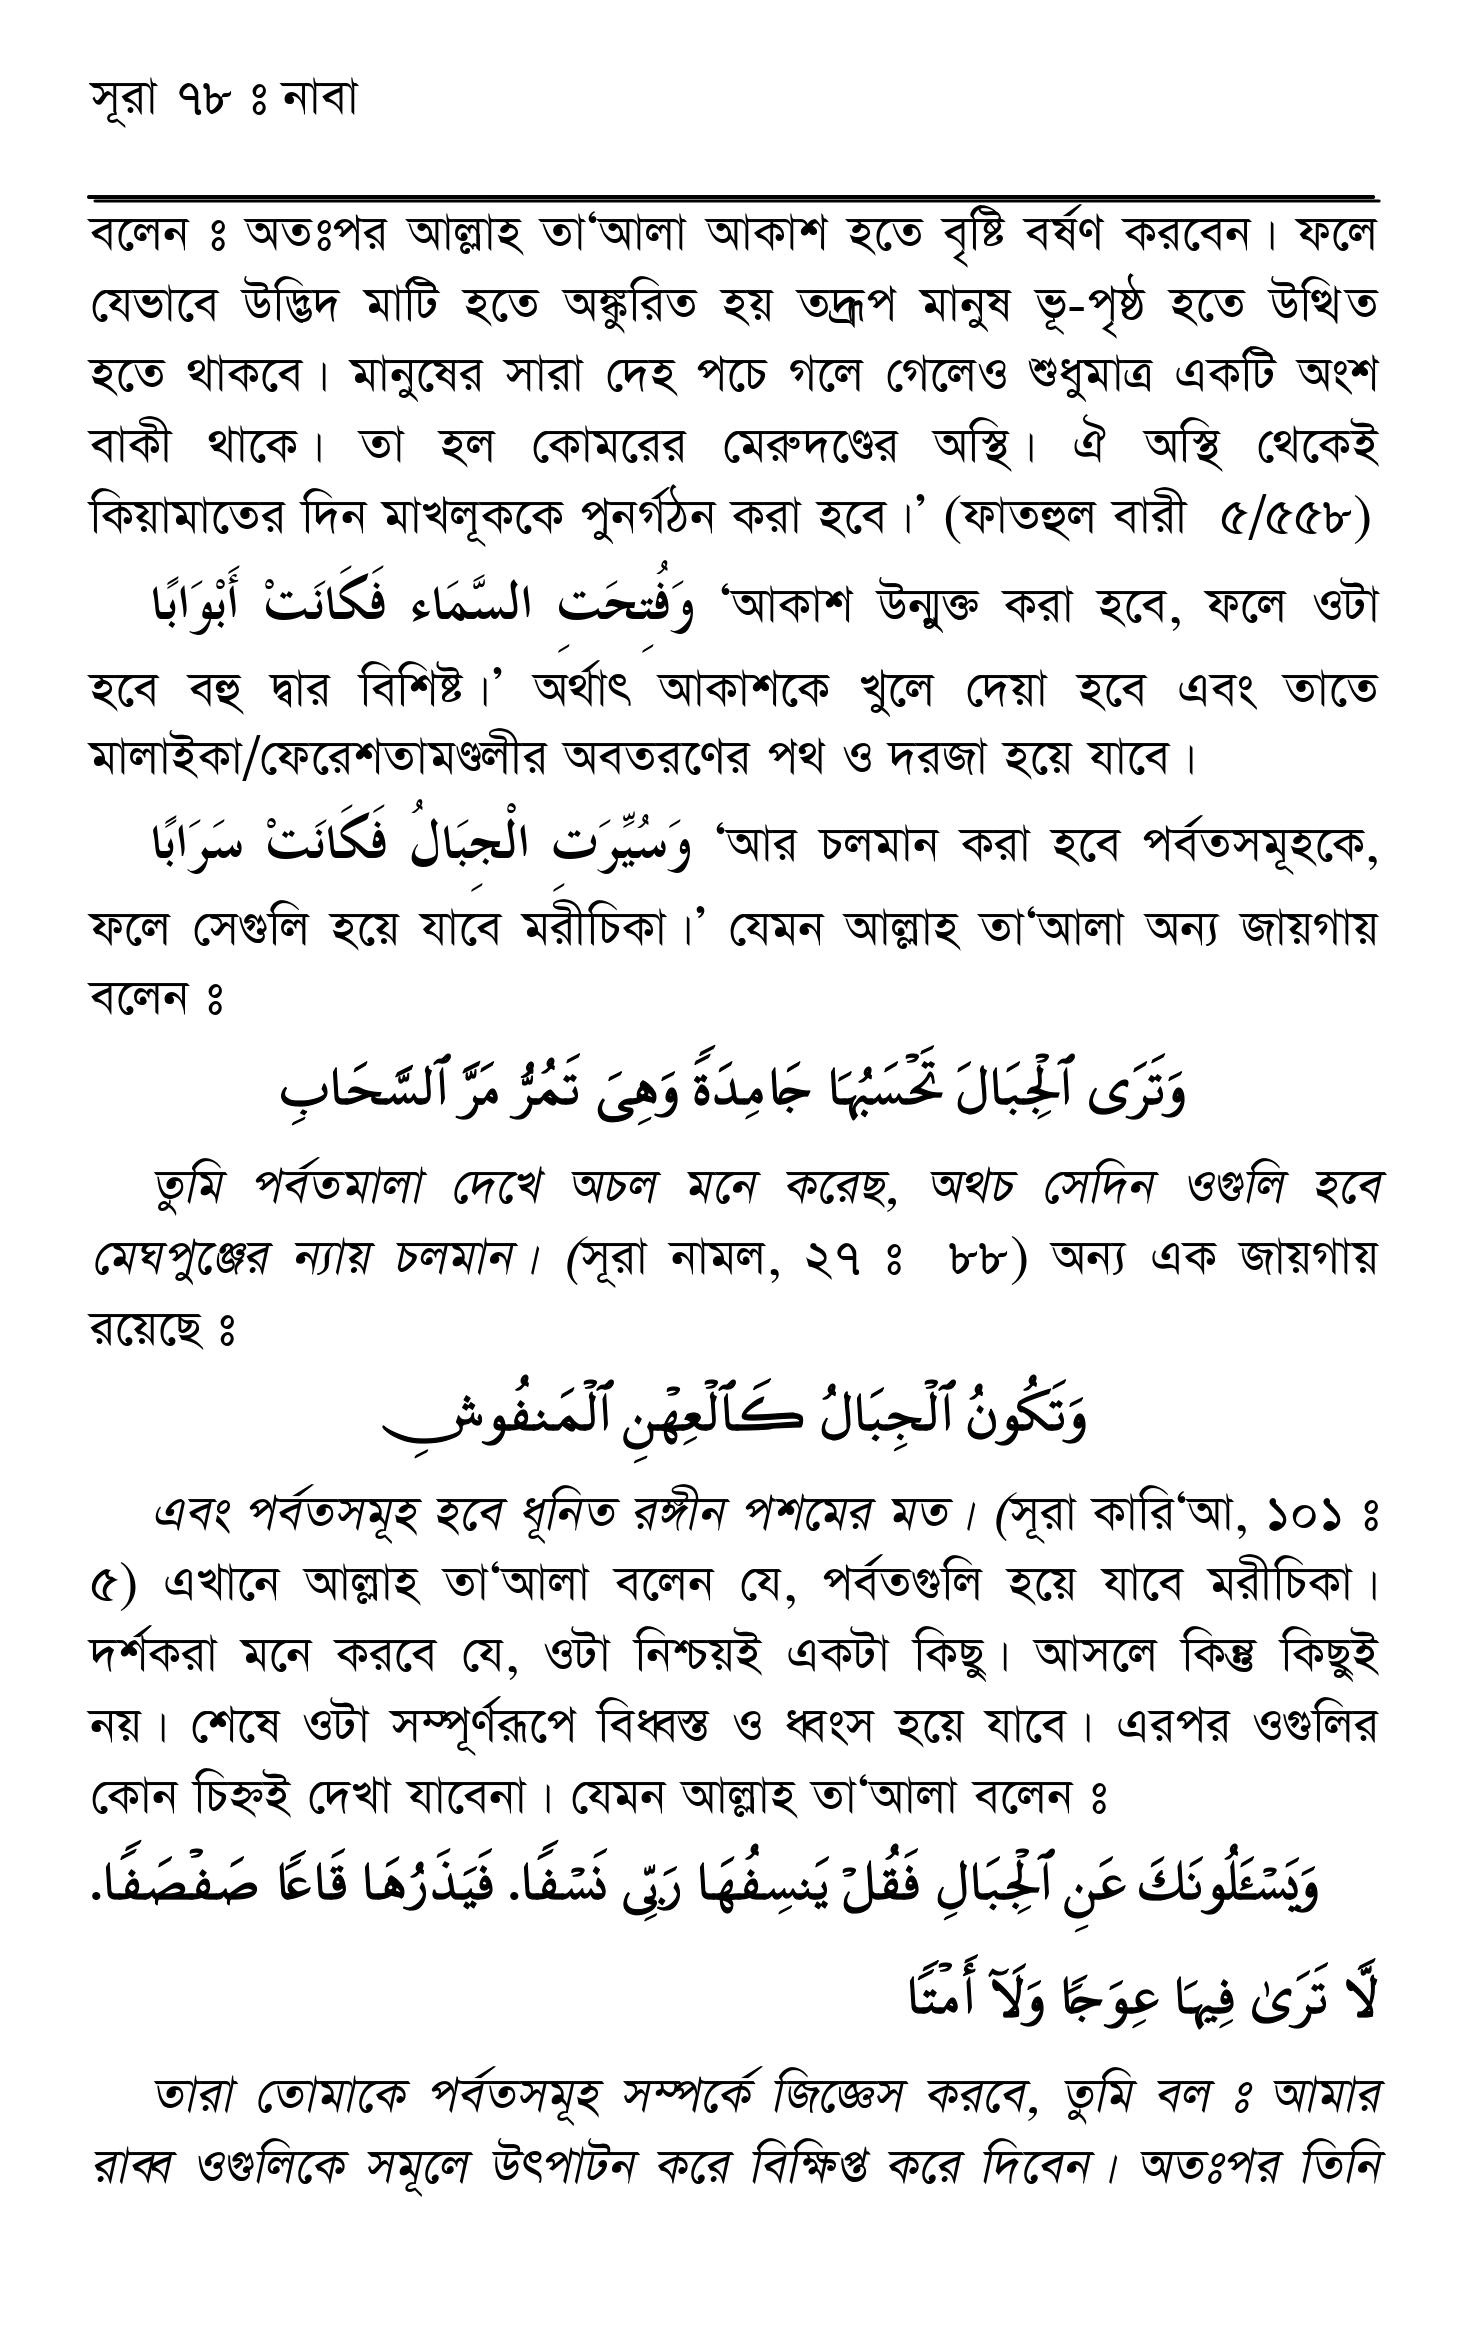 সূরা ৭৮ ঃ নাবা
বলেন ঃ অতঃপর আল্লাহ তা‘আলা আকাশ হতে বৃষ্টি বর্ষণ করবেন। ফলে
যেভাবে উদ্ভিদ মাটি হতে অঙ্কুরিত হয় তদ্রূপ মানুষ ভূ-পৃষ্ঠ হতে উত্থিত
হতে থাকবে। মানুষের সারা দেহ পচে গলে গেলেও শুধুমাত্র একটি অংশ
বাকী থাকে। তা হল কোমরের মেরুদণ্ডের অস্থি। ঐ অস্থি থেকেই
কিয়ামাতের দিন মাখলূককে পুনর্গঠন করা হবে।’ (ফাতহুল বারী ৫/৫৫৮)
وَفُتِحَتِ السَّمَاء فَكَانَتْ أَبْوَابًا ‘আকাশ উন্মুক্ত করা হবে, ফলে ওটা
হবে বহু দ্বার বিশিষ্ট।’ অর্থাৎ আকাশকে খুলে দেয়া হবে এবং তাতে
মালাইকা/ফেরেশতামণ্ডলীর অবতরণের পথ ও দরজা হয়ে যাবে।
وَسُيِّرَتِ الْجِبَالُ فَكَانَتْ سَرَابًا ‘আর চলমান করা হবে পর্বতসমূহকে,
ফলে সেগুলি হয়ে যাবে মরীচিকা।’ যেমন আল্লাহ তা‘আলা অন্য জায়গায়
বলেন ঃ
وَتَرَى ٱلْجِبَالَ تَحْسَبُهَا جَامِدَةً وَهِىَ تَمُرُّ مَرَّ ٱلسَّحَابِ
তুমি পর্বতমালা দেখে অচল মনে করেছ, অথচ সেদিন ওগুলি হবে
মেঘপুঞ্জের ন্যায় চলমান। (সূরা নামল, ২৭ ঃ ৮৮) অন্য এক জায়গায়
রয়েছে ঃ
وَتَكُونُ ٱلْجِبَالُ كَٱلْعِهْنِ ٱلْمَنفُوشِ
এবং পর্বতসমূহ হবে ধূনিত রঙ্গীন পশমের মত। (সূরা কারি‘আ, ১০১ ঃ
৫) এখানে আল্লাহ তা‘আলা বলেন যে, পর্বতগুলি হয়ে যাবে মরীচিকা।
দর্শকরা মনে করবে যে, ওটা নিশ্চয়ই একটা কিছু। আসলে কিন্তু কিছুই
নয়। শেষে ওটা সম্পূর্ণরূপে বিধ্বস্ত ও ধ্বংস হয়ে যাবে। এরপর ওগুলির
কোন চিহ্নই দেখা যাবেনা। যেমন আল্লাহ তা‘আলা বলেন ঃ
وَيَسْـَٔلُونَكَ عَنِ ٱلْجِبَالِ فَقُلْ يَنسِفُهَا رَبِّى نَسْفًا. فَيَذَرُهَا قَاعًا صَفْصَفًا.
لَّا تَرَىٰ فِيهَا عِوَجًا وَلَآ أَمْتًا
তারা তোমাকে পর্বতসমূহ সম্পর্কে জিজ্ঞেস করবে, তুমি বল ঃ আমার
রাব্ব ওগুলিকে সমূলে উৎপাটন করে বিক্ষিপ্ত করে দিবেন। অতঃপর তিনি